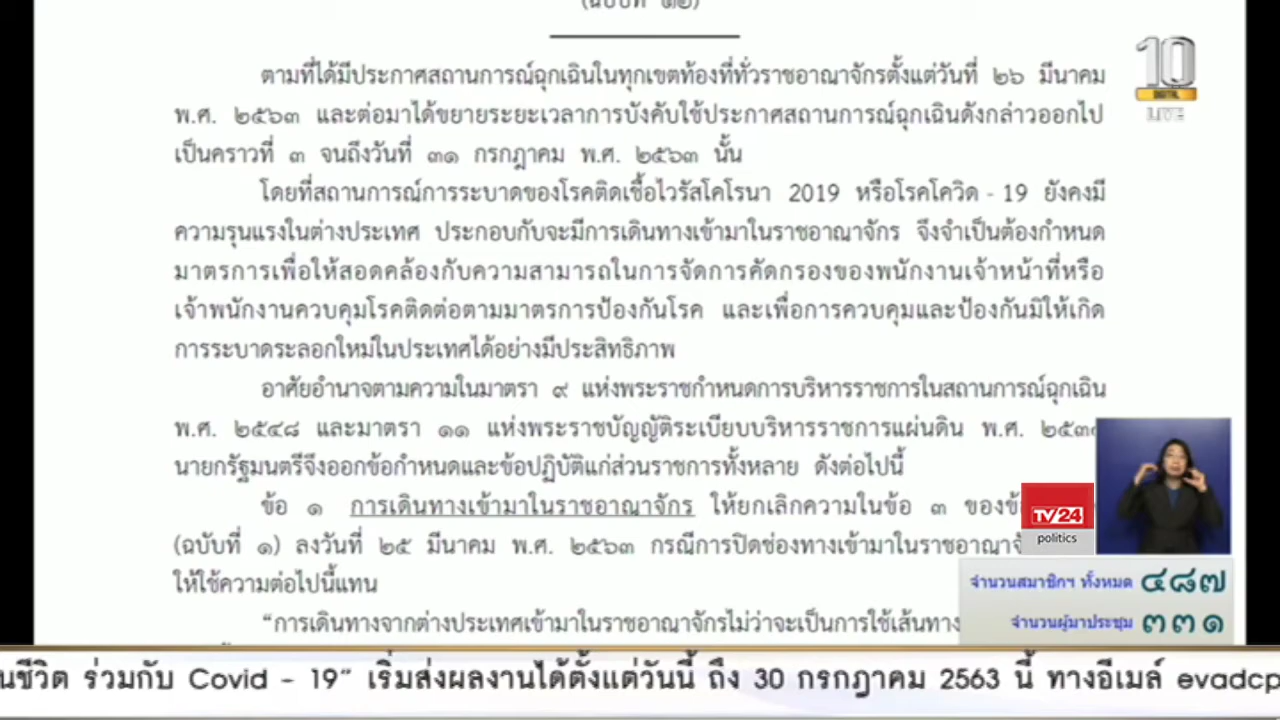 (ฉบับที่ ๑๒)
ตามที่ได้มีประกาศสถานการณ์ฉุกเฉินในทุกเขตท้องที่ทั่วราชอาณาจักรตั้งแต่วันที่ ๒๖ มีนาคม
พ.ศ. ๒๕๖๓ และต่อมาได้ขยายระยะเวลาการบังคับใช้ประกาศสถานการณ์ฉุกเฉินดังกล่าวออกไป
เป็นคราวที่ ๓ จนถึงวันที่ ๓๑ กรกฎาคม พ.ศ. ๒๕๖๓ นั้น
โดยที่สถานการณ์การระบาดของโรคติดเชื้อไวรัสโคโรนา 2019 หรือโรคโควิด - 19 ยังคงมี
ความรุนแรงในต่างประเทศ ประกอบกับจะมีการเดินทางเข้ามาในราชอาณาจักร จึงจำเป็นต้องกำหนด
มาตรการเพื่อให้สอดคล้องกับความสามารถในการจัดการคัดกรองของพนักงานเจ้าหน้าที่หรือ
เจ้าพนักงานควบคุมโรคติดต่อตามมาตรการป้องกันโรค และเพื่อการควบคุมและป้องกันมิให้เกิด
การระบาดระลอกใหม่ในประเทศได้อย่างมีประสิทธิภาพ
อาศัยอำนาจตามความในมาตรา ๙ แห่งพระราชกำหนดการบริหารราชการในสถานการณ์ฉุกเฉิน
พ.ศ. ๒๕๔๘ และมาตรา ๑๑ แห่งพระราชบัญญัติระเบียบบริหารราชการแผ่นดิน พ.ศ.
นายกรัฐมนตรีจึงออกข้อกำหนดและข้อปฏิบัติแก่ส่วนราชการทั้งหลาย ดังต่อไปนี้
ข้อ ๑ การเดินทางเข้ามาในราชอาณาจักร ให้ยกเลิกความในข้อ ๓ ของ
(ฉบับที่ ๑) ลงวันที่ ๒๕ มีนาคม พ.ศ. ๒๕๖๓ กรณีการปิดช่องทางเข้ามาใน
ให้ใช้ความต่อไปนี้แทน
“การเดินทางจากต่างประเทศเข้ามาในราชอาณาจักรไม่ว่าจะเป็นการใช้เส้นทาง
10
DIGITAL
LIVE
TV24
politics
จำนวนสมาชิกฯ ทั้งหมด ๔๘๗
จำนวนผู้มาประชุม ๓๓๑
นชีวิต ร่วมกับ Covid - 19” เริ่มส่งผลงานได้ตั้งแต่วันนี้ ถึง 30 กรกฎาคม 2563 นี้ ทางอีเมล์ evadcp